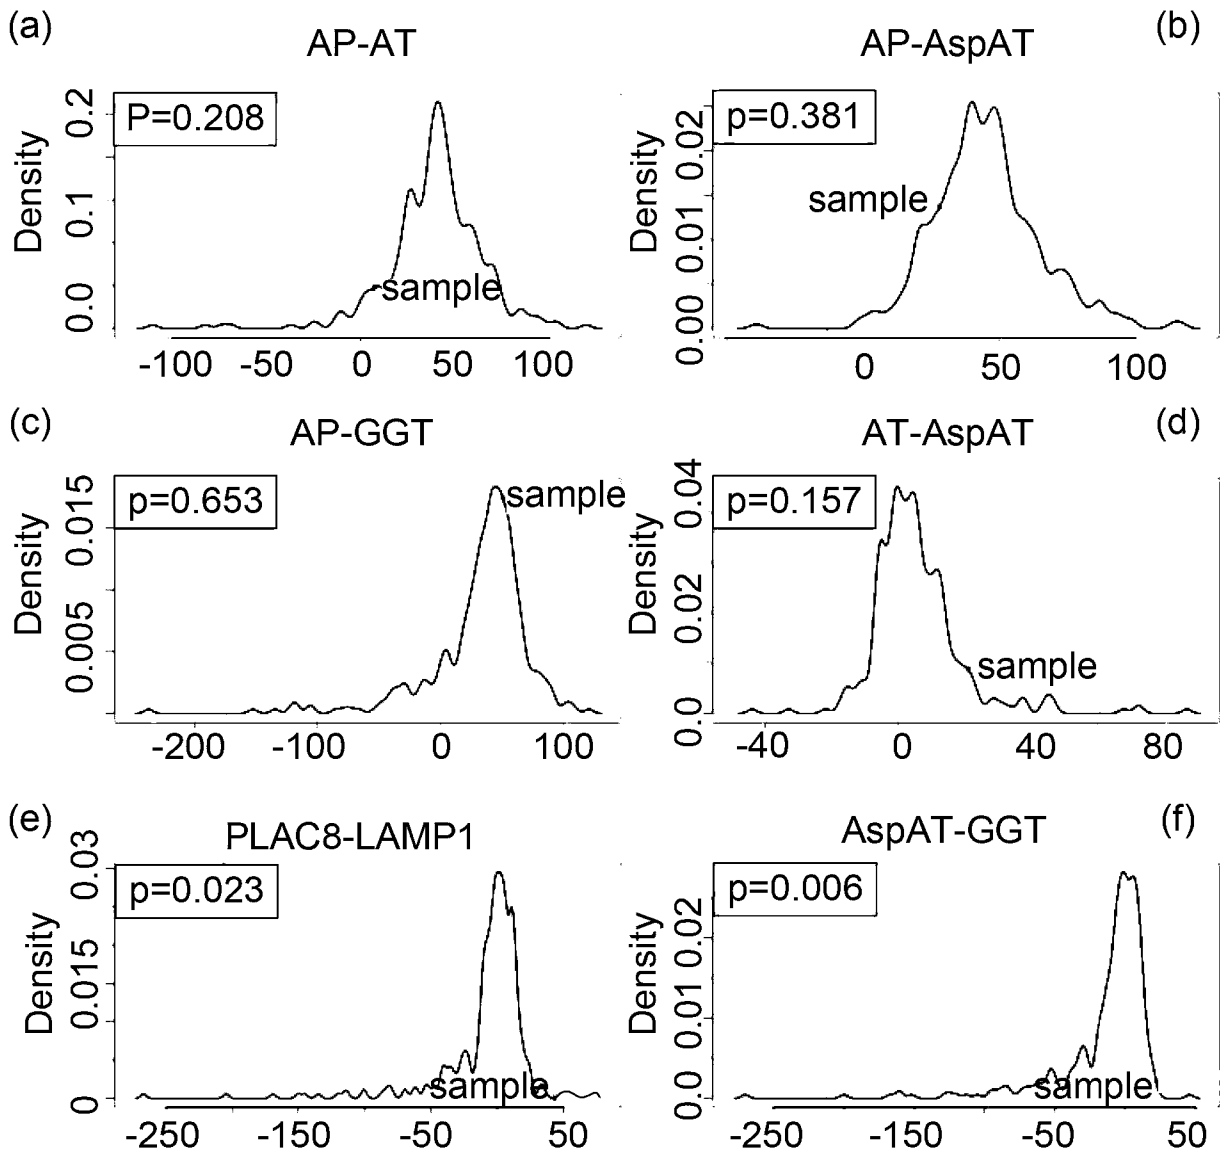 (a)
AP-AT
P=0.208
Density
0.2
0.1
0.0
sample
-100 -50 0 50 100
AP-AspAT
(b)
p=0.381
Density
0.02
0.01
0.00
sample
0 50 100
(c)
AP-GGT
p=0.653
Density
0.015
0.005
sample
-200 -100 0 100
AT-AspAT
(d)
p=0.157
Density
0.04
0.02
0.0
sample
-40 0 40 80
(e)
PLAC8-LAMP1
p=0.023
Density
0.03
0.015
0
sample
-250 -150 -50 50
AspAT-GGT
(f)
p=0.006
Density
0.02
0.01
0.0
sample
-250 -150 -50 50